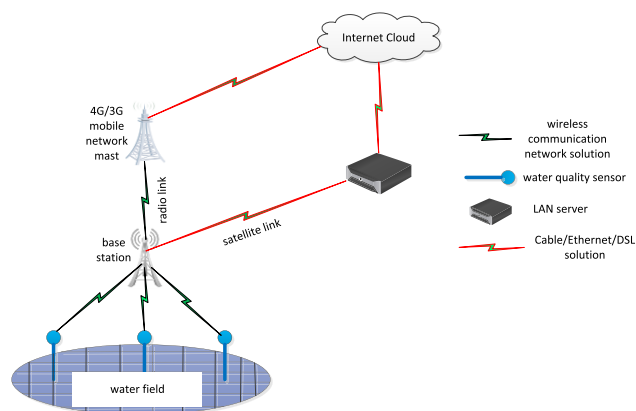 Internet Cloud
4G/3G
mobile
network
mast
radio link
base
station
satellite link
water field
wireless
communication
network solution
water quality sensor
LAN server
Cable/Ethernet/DSL
solution